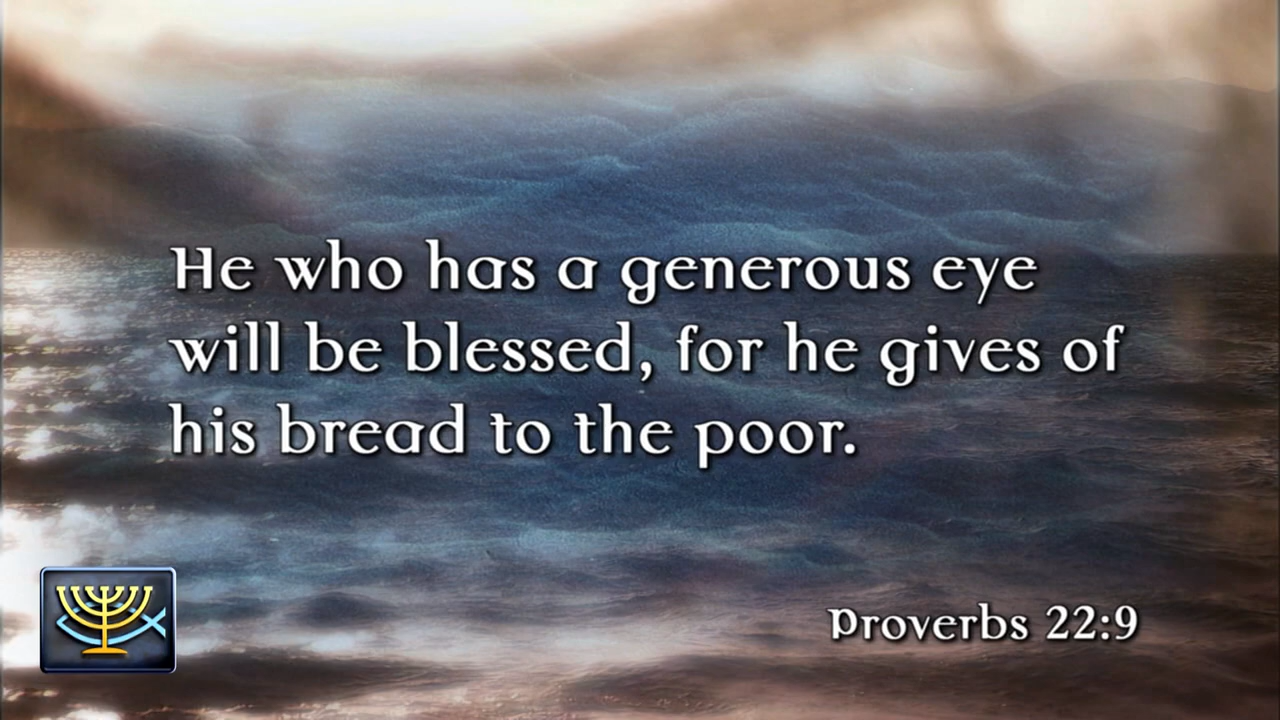 He who has a generous eye
will be blessed, for he gives of
his bread to the poor.
Proverbs 22:9